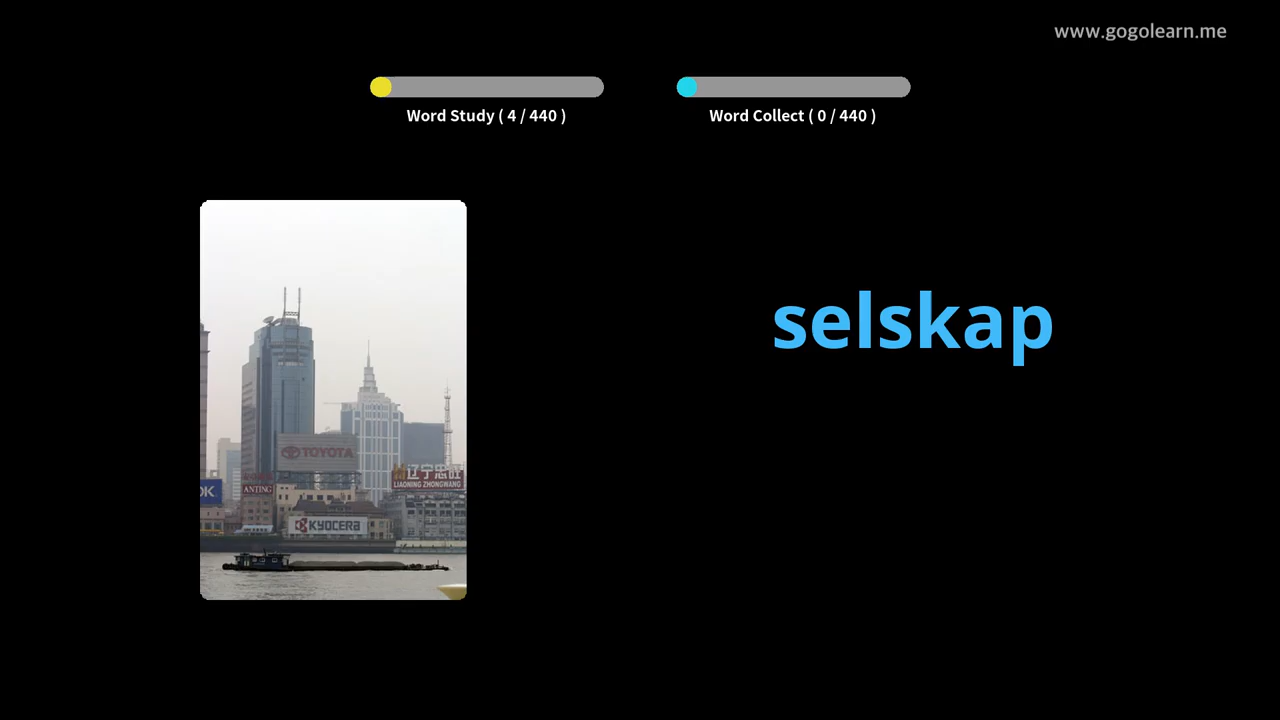 www.gogolearn.me
Word Study ( 4 / 440 )
Word Collect ( 0 / 440 )
selskap
TOYOTA
辽宁忠旺
LIAONING ZHONGWANG
OK
ANTING
KYOCERA